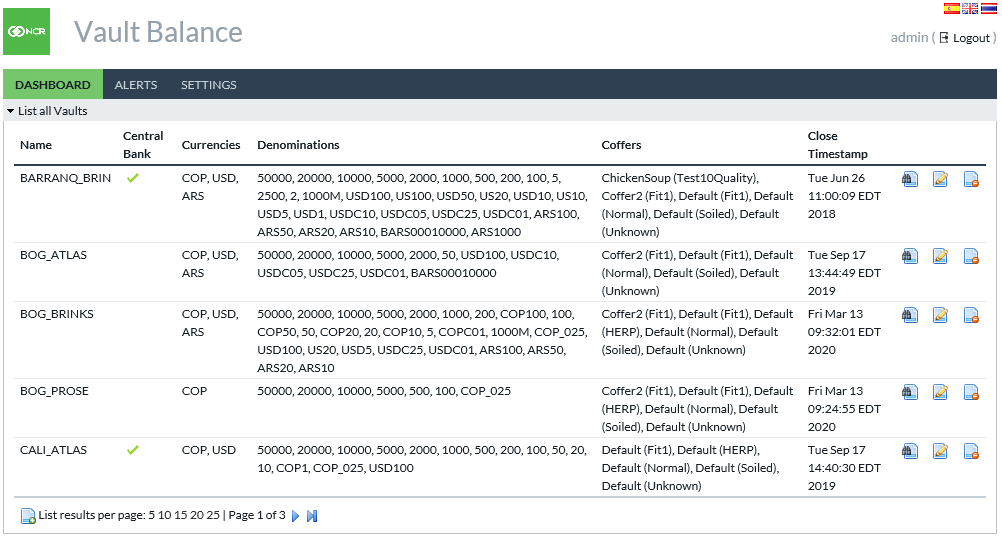 NCR
Vault Balance
admin ( Logout )
DASHBOARD ALERTS SETTINGS
List all Vaults
Name Central Bank Currencies Denominations Coffers Close Timestamp
BARRANQ_BRIN COP, USD, 50000, 20000, 10000, 5000, 2000, 1000, 500, 200, 100, 5, ChickenSoup (Test10Quality), Tue Jun 26
ARS 2500, 2, 1000M, USD100, US100, USD50, US20, USD10, US10, Coffer2 (Fit1), Default (Fit1), Default 11:00:09 EDT
USD5, USD1, USDC10, USDC05, USDC25, USDC01, ARS100, (Normal), Default (Soiled), Default 2018
ARS50, ARS20, ARS10, BARS00010000, ARS1000 (Unknown)
BOG_ATLAS COP, USD, 50000, 20000, 10000, 5000, 2000, 50, USD100, USDC10, Coffer2 (Fit1), Default (Fit1), Default Tue Sep 17
ARS USDC05, USDC25, USDC01, BARS00010000 (Normal), Default (Soiled), Default 13:44:49 EDT
(Unknown) 2019
BOG_BRINKS COP, USD, 50000, 20000, 10000, 5000, 2000, 1000, 200, COP100, 100, Coffer2 (Fit1), Default (Fit1), Default Fri Mar 13
ARS COP50, 50, COP20, 20, COP10, 5, COPC01, 1000M, COP_025, (HERP), Default (Normal), Default 09:32:01 EDT
USD100, US20, USD5, USDC25, USDC01, ARS100, ARS50, (Soiled), Default (Unknown) 2020
ARS20, ARS10
BOG_PROSE COP 50000, 20000, 10000, 5000, 500, 100, COP_025 Coffer2 (Fit1), Default (Fit1), Default Fri Mar 13
(HERP), Default (Normal), Default 09:24:55 EDT
(Soiled), Default (Unknown) 2020
CALI_ATLAS COP, USD 50000, 20000, 10000, 5000, 2000, 1000, 500, 200, 100, 50, 20, Default (Fit1), Default (HERP), Tue Sep 17
10, COP1, COP_025, USD100 Default (Normal), Default (Soiled), 14:40:30 EDT
Default (Unknown) 2019
List results per page: 5 10 15 20 25 | Page 1 of 3